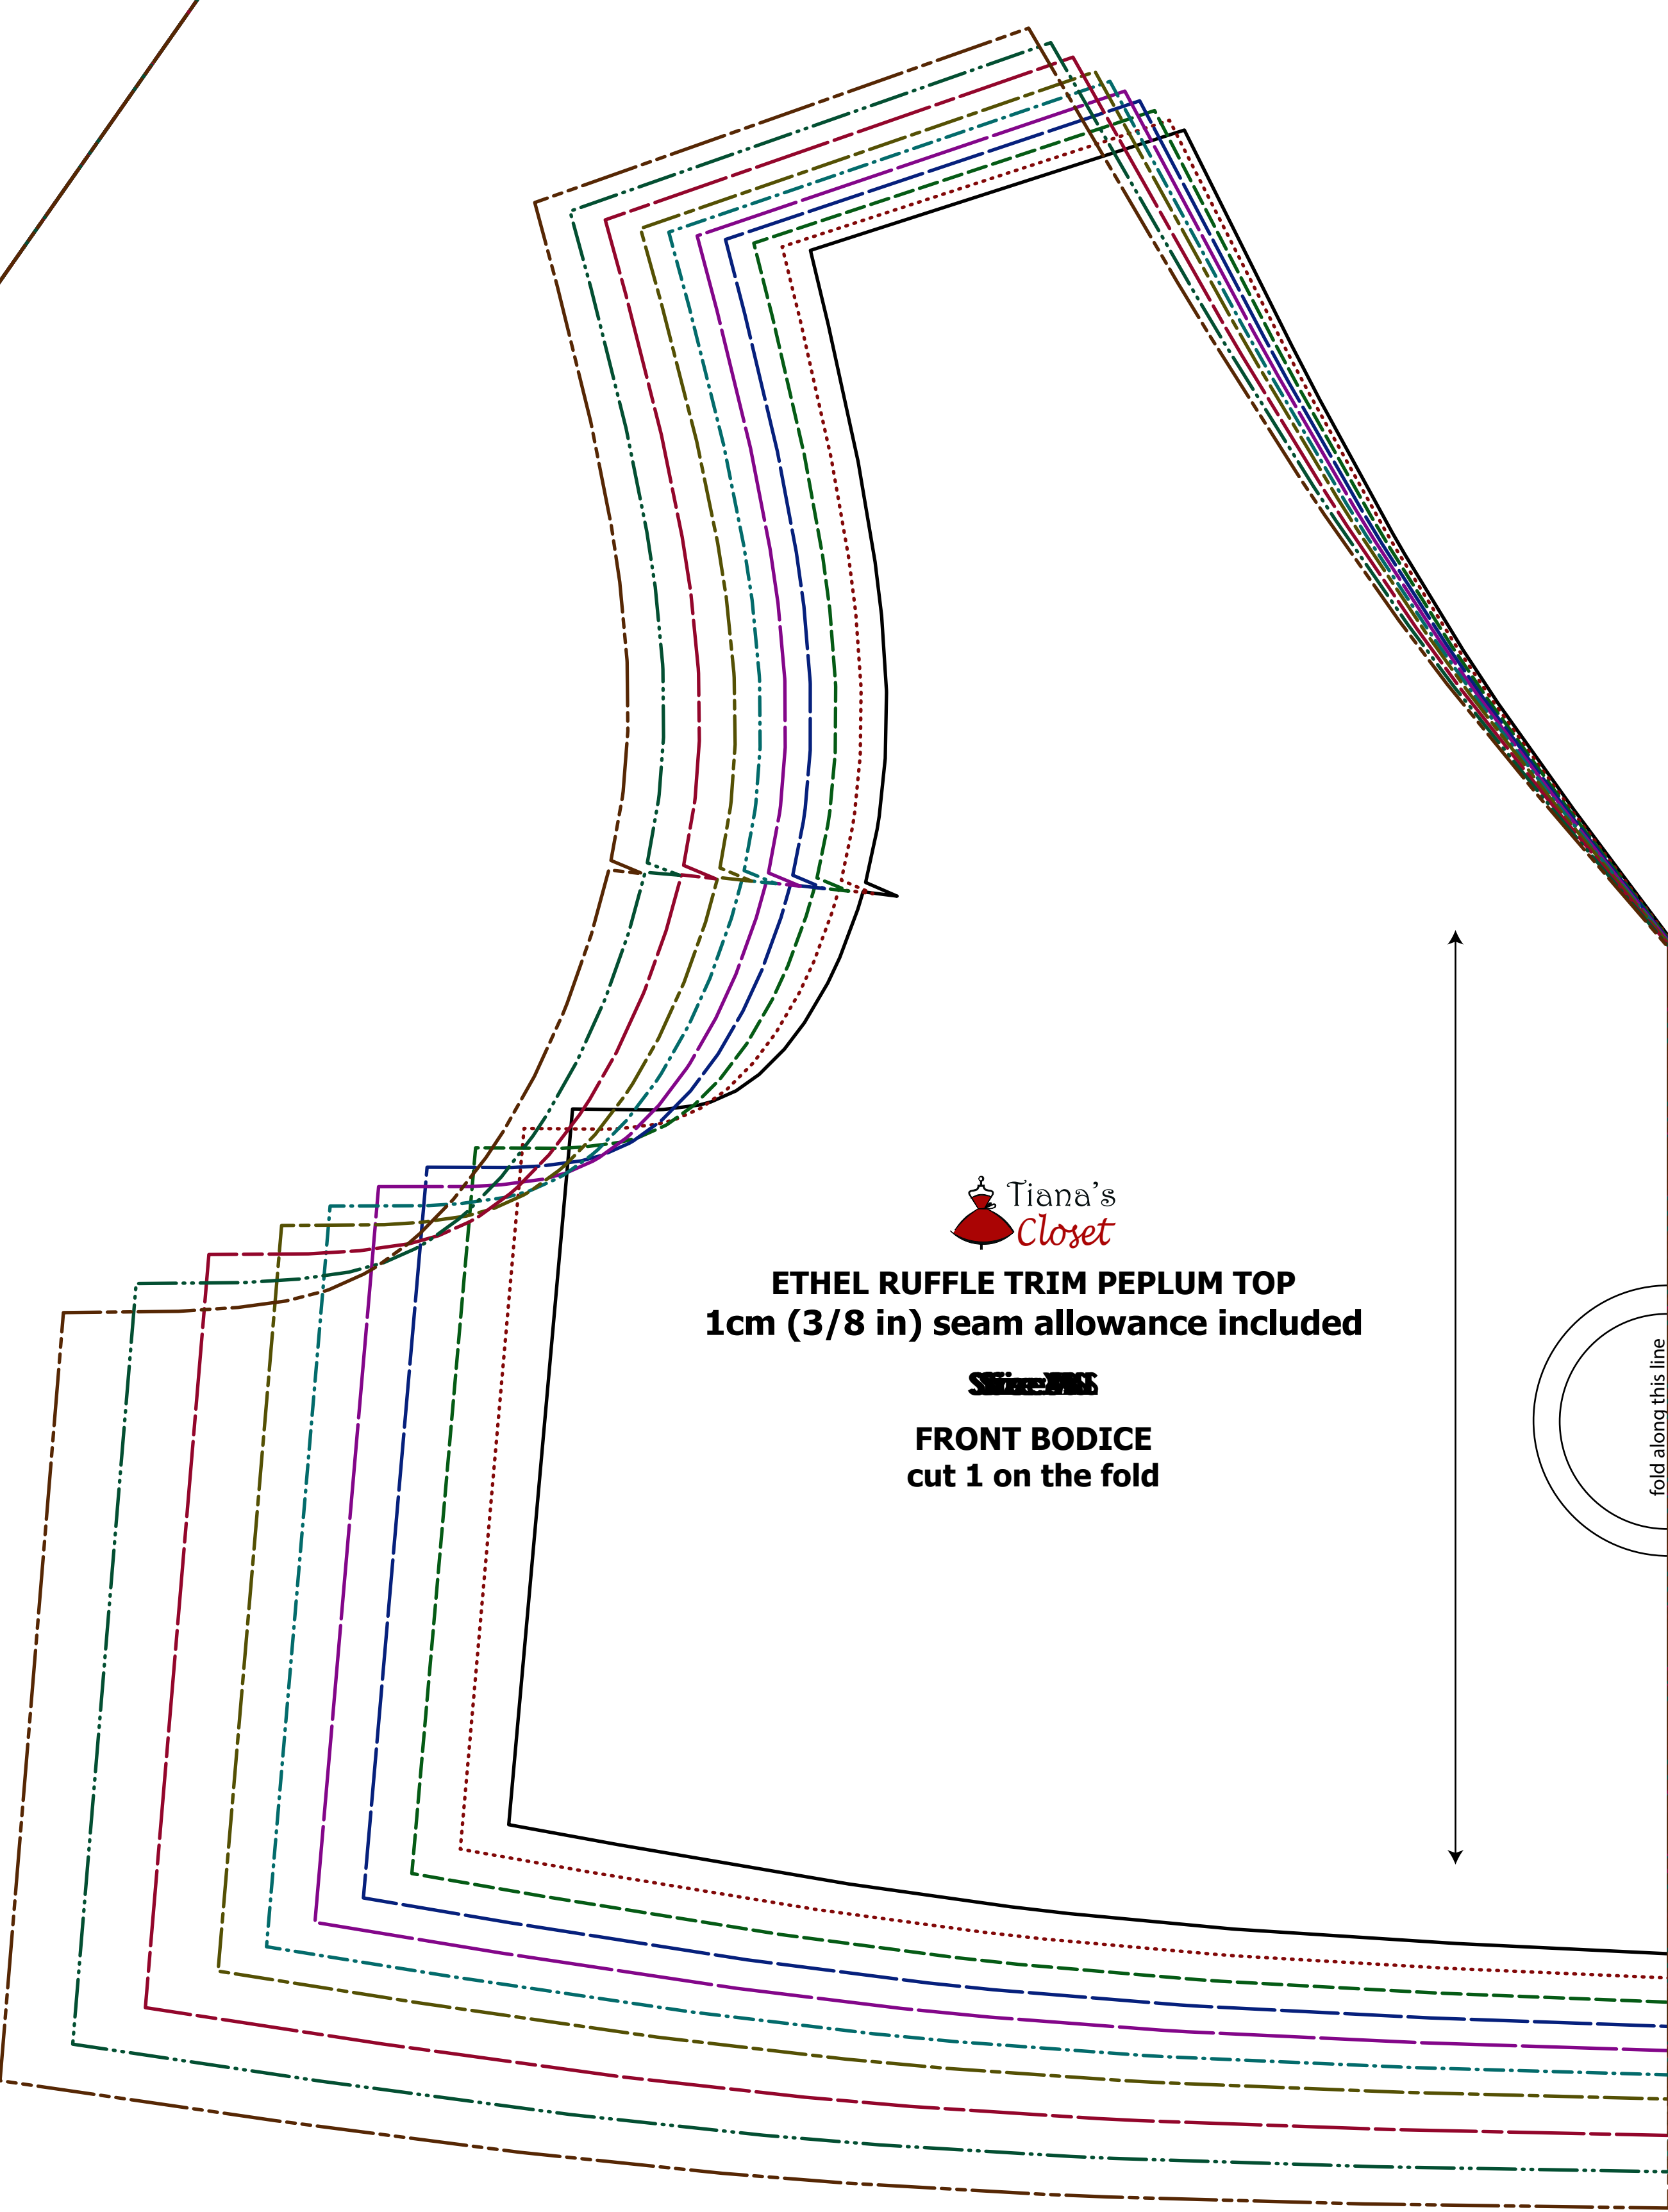 Tiana's
Closet
ETHEL RUFFLE TRIM PEPLUM TOP
1cm (3/8 in) seam allowance included
FRONT BODICE
cut 1 on the fold
fold along this line